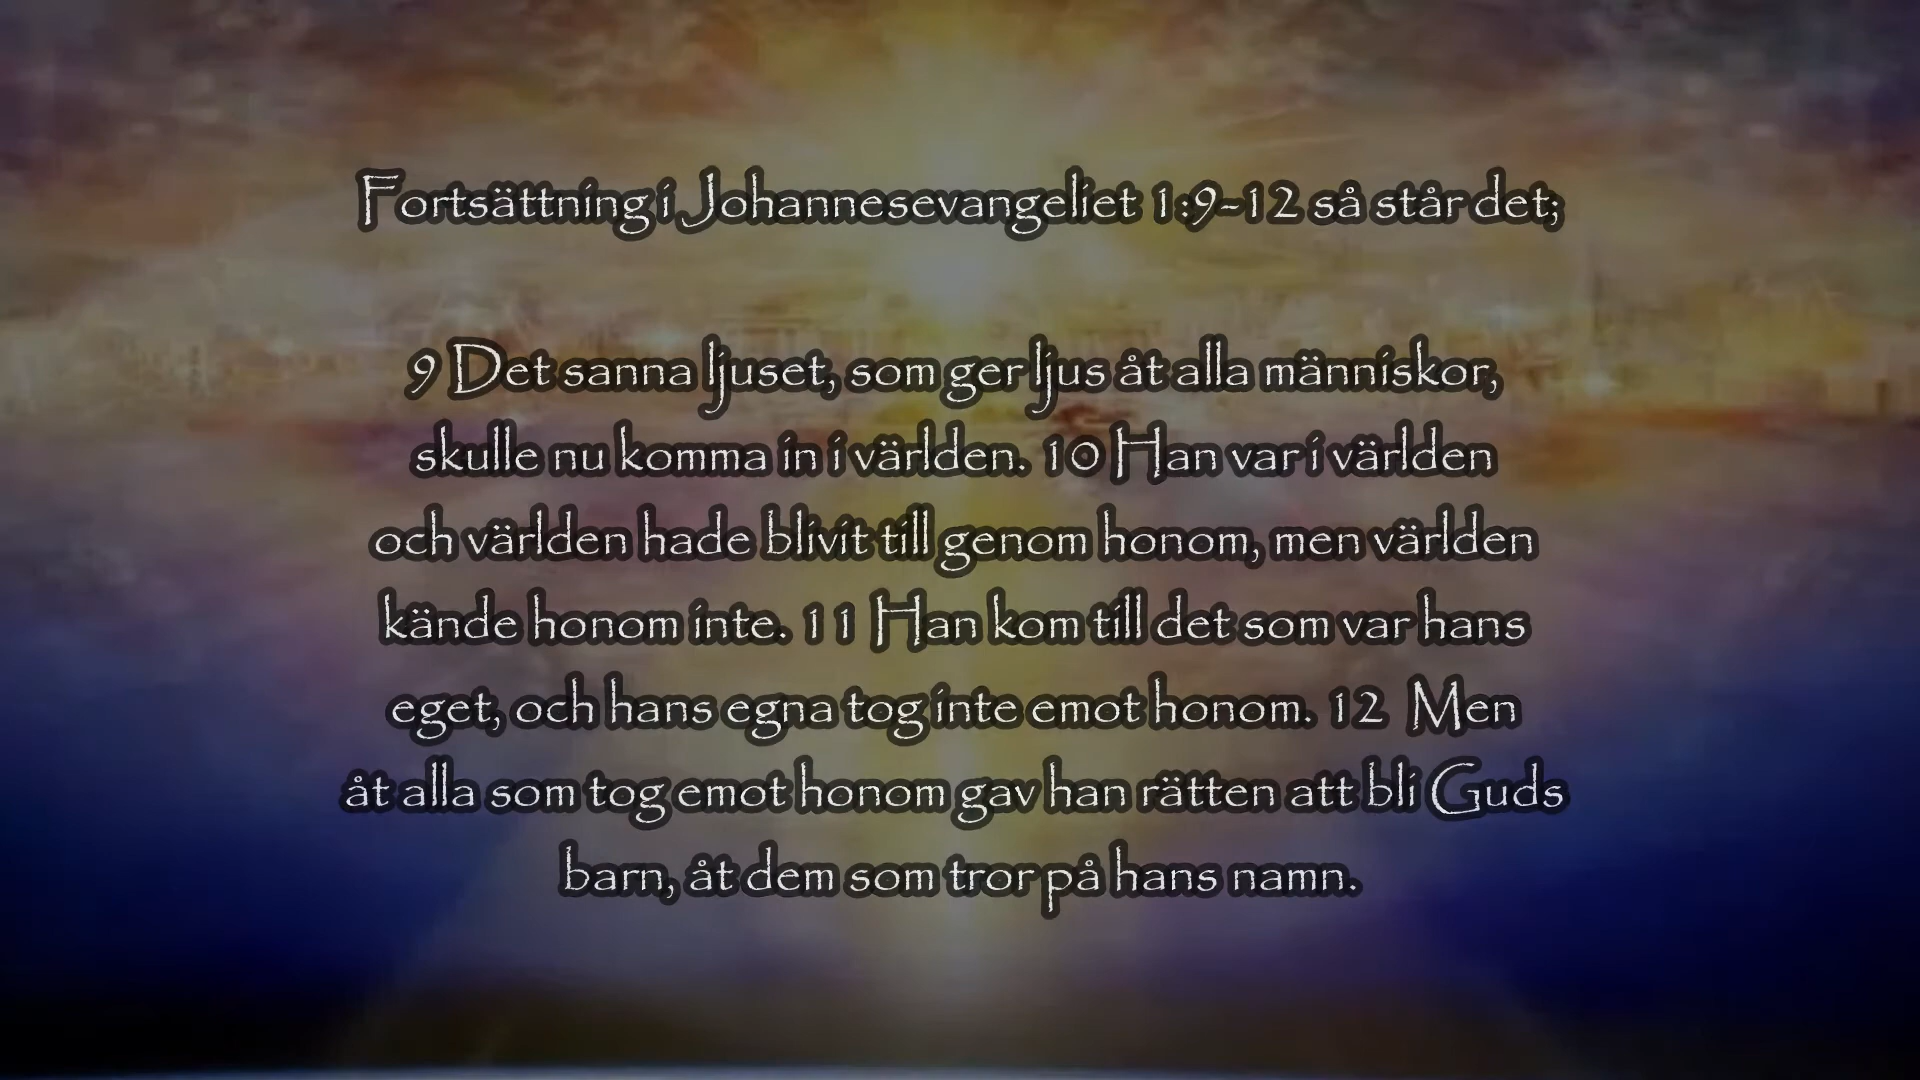 Fortsättning i Johannesevangeliet 1:9-12 så står det;
9 Det sanna ljuset, som ger ljus åt alla människor,
skulle nu komma in i världen. 10 Han var i världen
och världen hade blivit till genom honom, men världen
kände honom inte. 11 Han kom till det som var hans
eget, och hans egna tog inte emot honom. 12 Men
åt alla som tog emot honom gav han rätten att bli Guds
barn, åt dem som tror på hans namn.